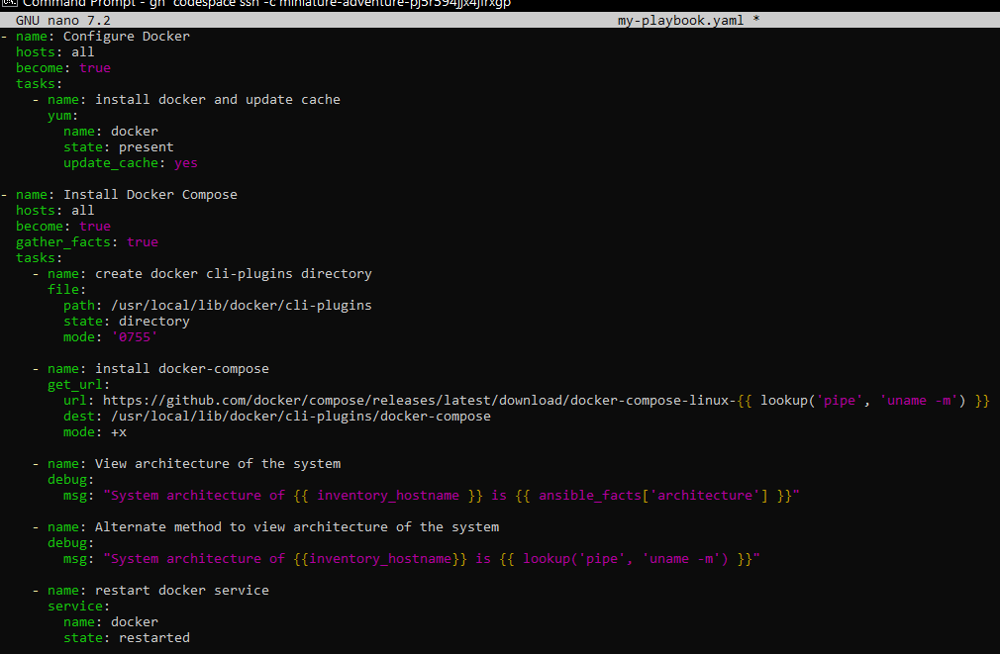 Command Prompt - gh codespace ssh -c miniature-adventure-pj5r594jjx4jfrxgp
GNU nano 7.2 my-playbook.yaml *
- name: Configure Docker
  hosts: all
  become: true
  tasks:
    - name: install docker and update cache
      yum:
        name: docker
        state: present
        update_cache: yes

- name: Install Docker Compose
  hosts: all
  become: true
  gather_facts: true
  tasks:
    - name: create docker cli-plugins directory
      file:
        path: /usr/local/lib/docker/cli-plugins
        state: directory
        mode: '0755'

    - name: install docker-compose
      get_url:
        url: https://github.com/docker/compose/releases/latest/download/docker-compose-linux-{{ lookup('pipe', 'uname -m') }}
        dest: /usr/local/lib/docker/cli-plugins/docker-compose
        mode: +x

    - name: View architecture of the system
      debug:
        msg: "System architecture of {{ inventory_hostname }} is {{ ansible_facts['architecture'] }}"

    - name: Alternate method to view architecture of the system
      debug:
        msg: "System architecture of {{inventory_hostname}} is {{ lookup('pipe', 'uname -m') }}"

    - name: restart docker service
      service:
        name: docker
        state: restarted